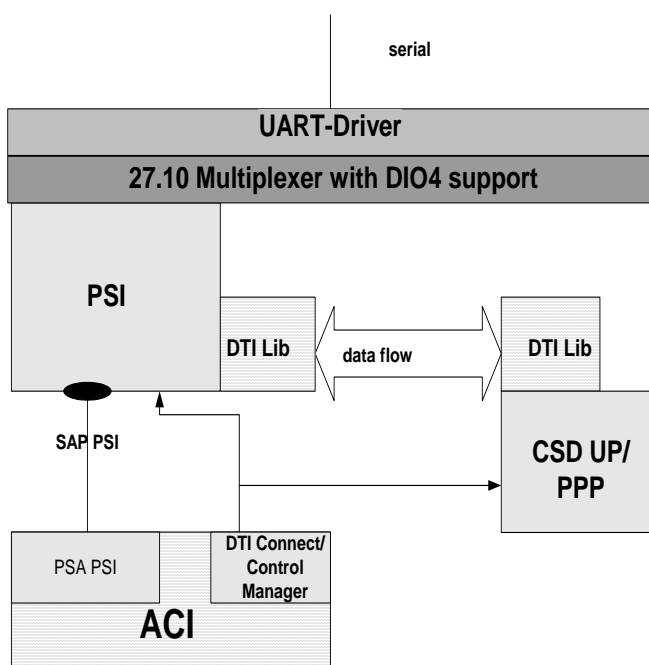 serial
UART-Driver
27.10 Multiplexer with DIO4 support
PSI
DTI Lib
data flow
DTI Lib
SAP PSI
CSD UP/
PPP
PSA PSI
DTI Connect/
Control
Manager
ACI